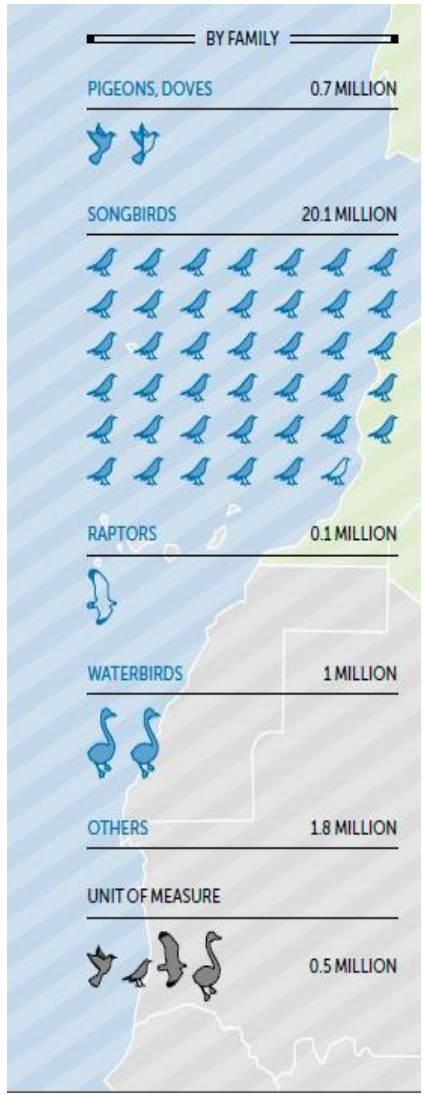 BY FAMILY
PIGEONS, DOVES 0.7 MILLION
SONGBIRDS 20.1 MILLION
RAPTORS 0.1 MILLION
WATERBIRDS 1 MILLION
OTHERS 1.8 MILLION
UNIT OF MEASURE
0.5 MILLION